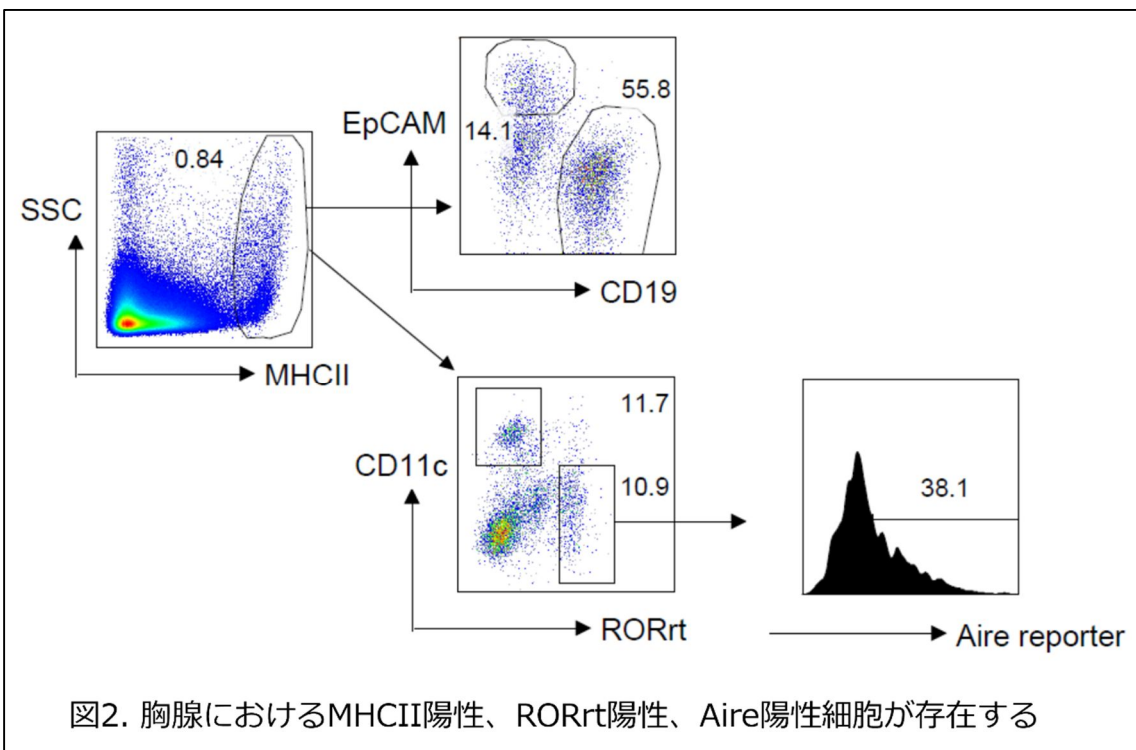 EpCAM
55.8
14.1
0.84
SSC
CD19
MHCII
11.7
CD11c
10.9
38.1
RORrt
Aire reporter
図2. 胸腺におけるMHCII陽性、RORrt陽性、Aire陽性細胞が存在する